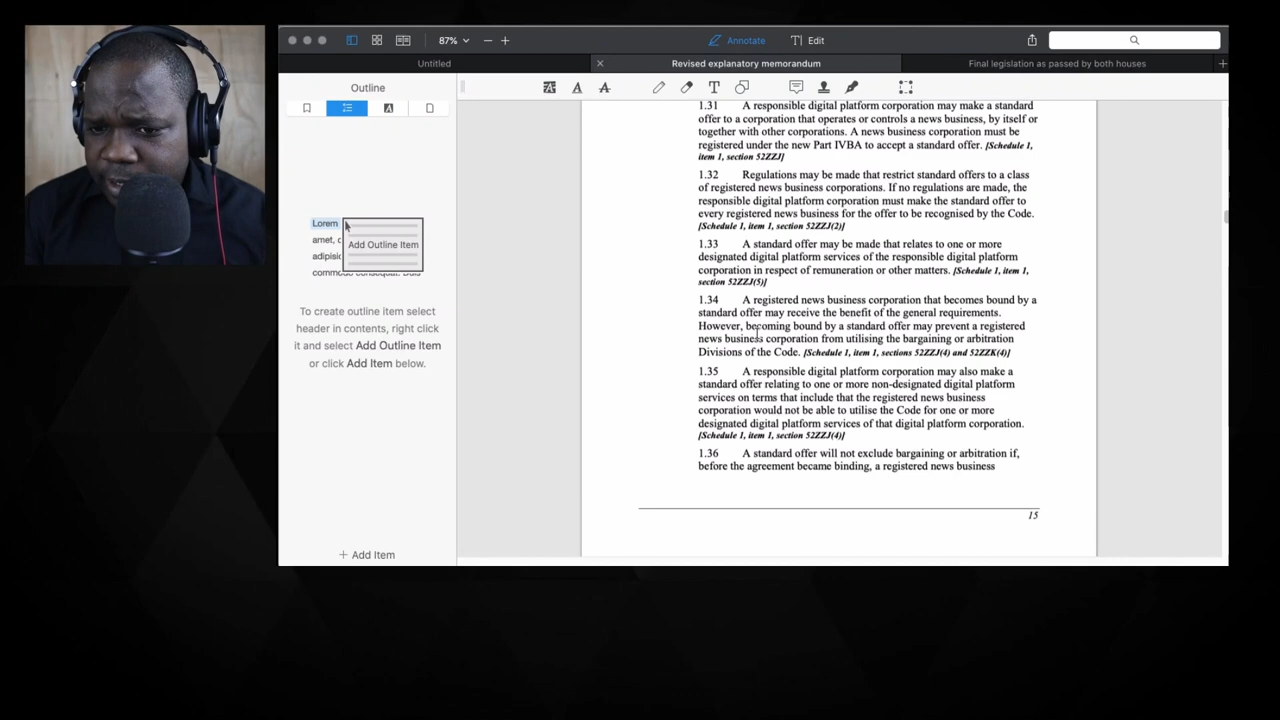 87%
Annotate
Edit
Untitled
Revised explanatory memorandum
Final legislation as passed by both houses
Outline
Lorem
amet, c
adipisic
Add Outline Item
To create outline item select
header in contents, right click
it and select Add Outline Item
or click Add Item below.
+ Add Item
1.31 A responsible digital platform corporation may make a standard
offer to a corporation that operates or controls a news business, by itself or
together with other corporations. A news business corporation must be
registered under the new Part IVBA to accept a standard offer. [Schedule 1,
item 1, section 52ZZJ]
1.32 Regulations may be made that restrict standard offers to a class
of registered news business corporations. If no regulations are made, the
responsible digital platform corporation must make the standard offer to
every registered news business for the offer to be recognised by the Code.
[Schedule 1, item 1, section 52ZZJ(2)]
1.33 A standard offer may be made that relates to one or more
designated digital platform services of the responsible digital platform
corporation in respect of remuneration or other matters. [Schedule 1, item 1,
section 52ZZJ(5)]
1.34 A registered news business corporation that becomes bound by a
standard offer may receive the benefit of the general requirements.
However, becoming bound by a standard offer may prevent a registered
news business corporation from utilising the bargaining or arbitration
Divisions of the Code. [Schedule 1, item 1, sections 52ZZJ(4) and 52ZZK(4)]
1.35 A responsible digital platform corporation may also make a
standard offer relating to one or more non-designated digital platform
services on terms that include that the registered news business
corporation would not be able to utilise the Code for one or more
designated digital platform services of that digital platform corporation.
[Schedule 1, item 1, section 52ZZJ(4)]
1.36 A standard offer will not exclude bargaining or arbitration if,
before the agreement became binding, a registered news business
15